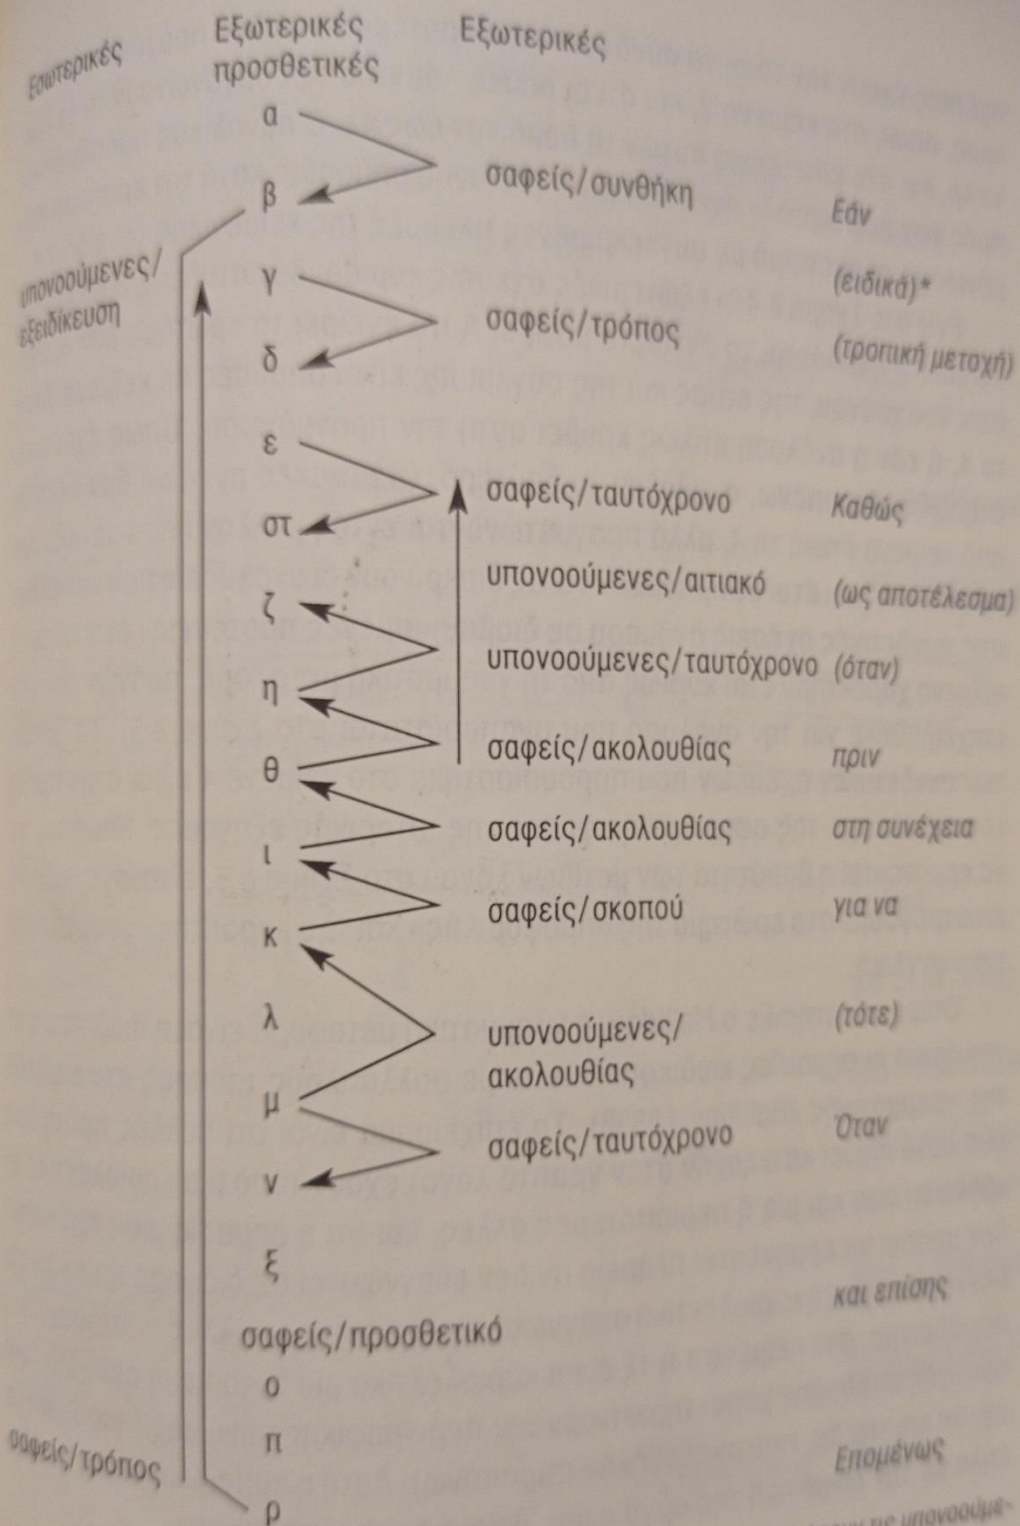 Εσωτερικές
Εξωτερικές
προσθετικές
Εξωτερικές
α
β
σαφείς/συνθήκη
Εάν
υπονοούμενες/
εξειδίκευση
γ
(ειδικά)*
δ
σαφείς/τρόπος
(τροπική μετοχή)
ε
στ
σαφείς/ταυτόχρονο
Καθώς
υπονοούμενες/αιτιακό
(ως αποτέλεσμα)
ζ
υπονοούμενες/ταυτόχρονο
(όταν)
η
σαφείς/ακολουθίας
πριν
θ
σαφείς/ακολουθίας
στη συνέχεια
ι
σαφείς/σκοπού
για να
κ
λ
(τότε)
υπονοούμενες/
ακολουθίας
μ
σαφείς/ταυτόχρονο
Όταν
ν
ξ
και επίσης
σαφείς/προσθετικό
ο
π
σαφείς/τρόπος
Επομένως
ρ
τις υπονοούμε-